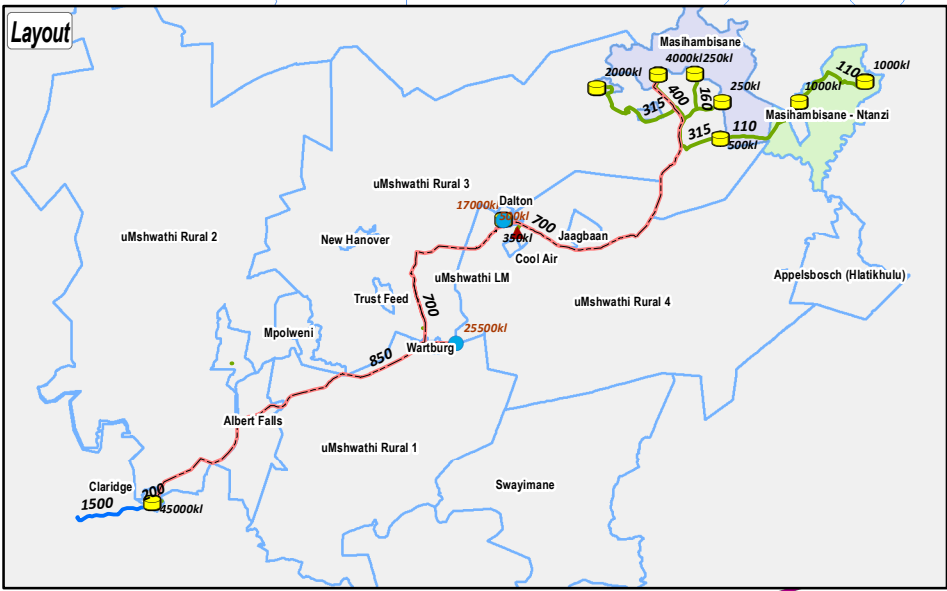 Layout
Masihambisane
4000kl
250kl
2000kl
400
160
250kl
315
315
110
500kl
110
1000kl
1000kl
Masihambisane - Ntanzi
uMshwathi Rural 3
Dalton
17000kl
500kl
700
350kl
Jaagbaan
Cool Air
uMshwathi Rural 2
New Hanover
uMshwathi LM
Appelsbosch (Hlatikhulu)
Trust Feed
700
uMshwathi Rural 4
Mpolweni
25500kl
Wartburg
850
Albert Falls
uMshwathi Rural 1
Swayimane
Claridge
200
1500
45000kl